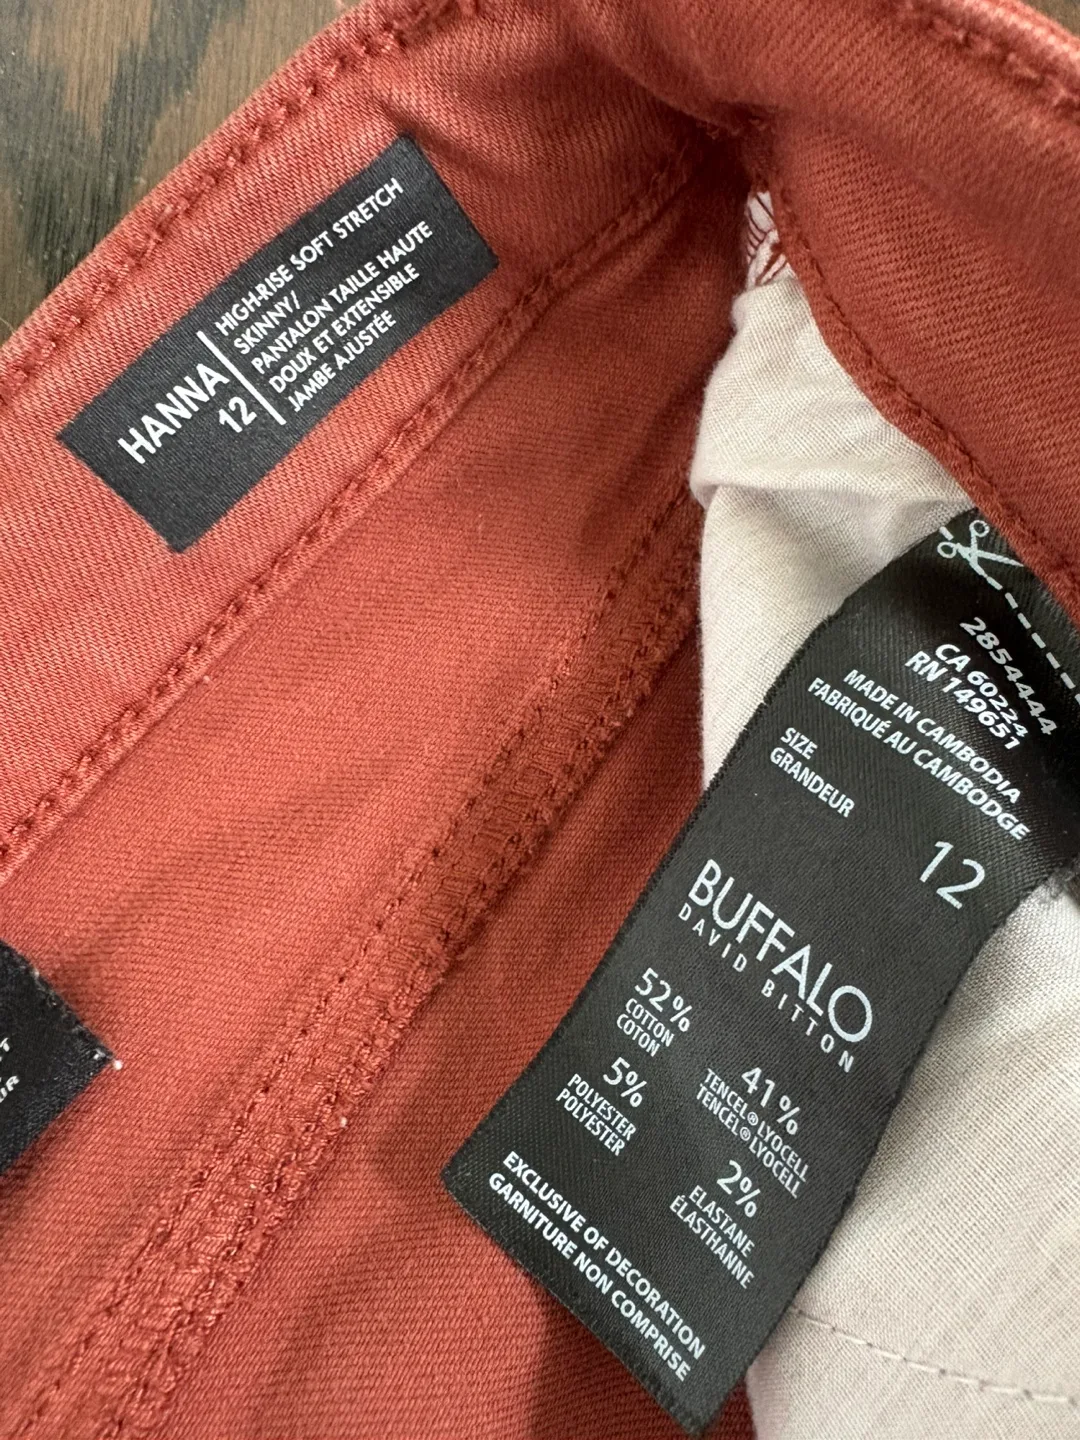 HANNA
12
HIGH-RISE SOFT STRETCH
SKINNY/
PANTALON TAILLE HAUTE
DOUX ET EXTENSIBLE
JAMBE AJUSTÉE
2854444
CA 60224
RN 149651
MADE IN CAMBODIA
FABRIQUÉ AU CAMBODGE
SIZE
GRANDEUR
12
BUFFALO
DAVID BITTON
52%
COTTON
COTON
41%
TENCEL®LYOCELL
TENCEL®LYOCELL
5%
POLYESTER
POLYESTER
2%
ELASTANE
ÉLASTHANNE
EXCLUSIVE OF DECORATION
GARNITURE NON COMPRISE